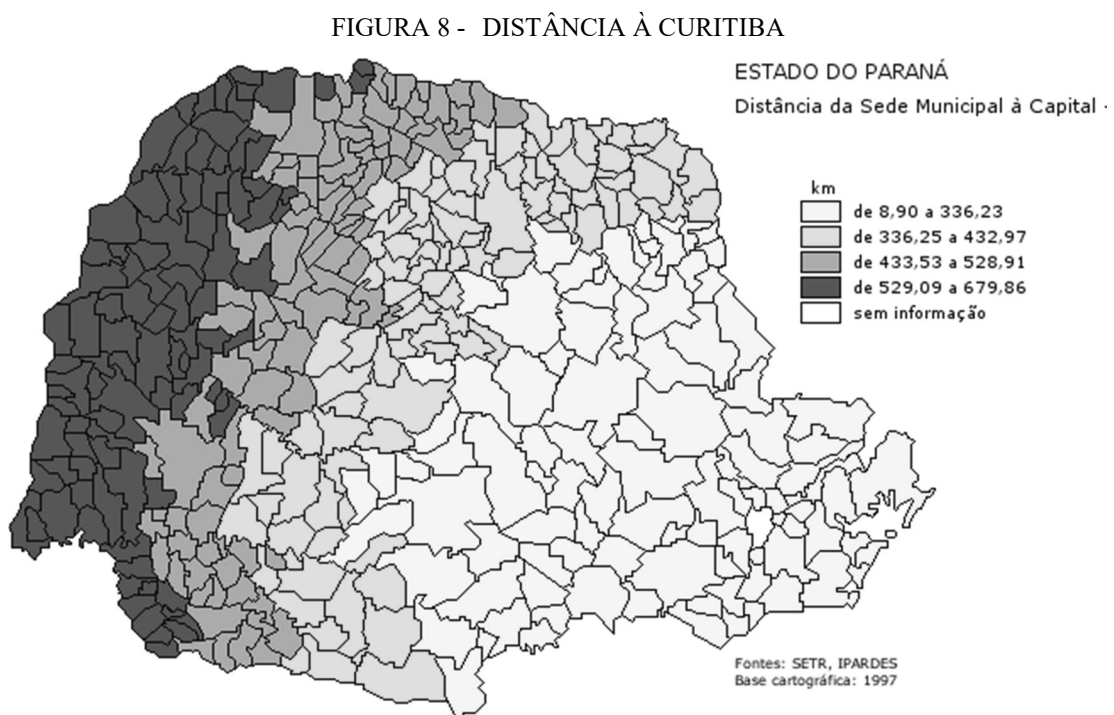 FIGURA 8 - DISTÂNCIA À CURITIBA
ESTADO DO PARANÁ
Distância da Sede Municipal à Capital -
km
de 8,90 a 336,23
de 336,25 a 432,97
de 433,53 a 528,91
de 529,09 a 679,86
sem informação
Fontes: SETR, IPARDES
Base cartográfica: 1997